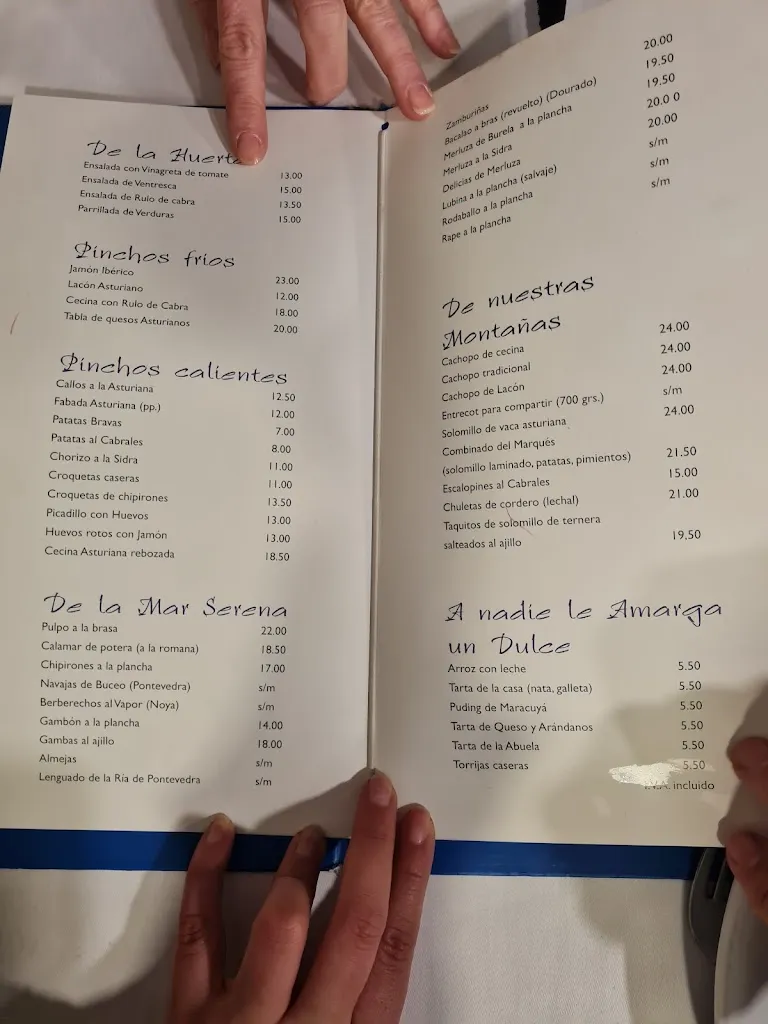 De la Huerta
Ensalada con Vinagreta de tomate 13.00
Ensalada de Ventresca 15.00
Ensalada de Rulo de cabra 13.50
Parrillada de Verduras 15.00
Pinchos frios
Jamón Ibérico 23.00
Lacón Asturiano 12.00
Cecina con Rulo de Cabra 18.00
Tabla de quesos Asturianos 20.00
Pinchos calientes
Callos a la Asturiana 12.50
Fabada Asturiana (pp.) 12.00
Patatas Bravas 7.00
Patatas al Cabrales 8.00
Chorizo a la Sidra 11.00
Croquetas caseras 11.00
Croquetas de chipirones 13.50
Picadillo con Huevos 13.00
Huevos rotos con Jamón 13.00
Cecina Asturiana rebozada 18.50
De la Mar Serena
Pulpo a la brasa 22.00
Calamar de potera (a la romana) 18.50
Chipirones a la plancha 17.00
Navajas de Buceo (Pontevedra) s/m
Berberechos al Vapor (Noya) s/m
Gambón a la plancha 14.00
Gambas al ajillo 18.00
Almejas s/m
Lenguado de la Ría de Pontevedra s/m
Zamburiñas 20.00
Bacalao a bras (revuelto) (Dourado) 19.50
Merluza de Burela a la plancha 19.50
Merluza a la Sidra 20.0 0
Delicias de Merluza 20.00
Lubina a la plancha (salvaje) s/m
Rodaballo a la plancha s/m
Rape a la plancha s/m
De nuestras
Montañas
Cachopo de cecina 24.00
Cachopo tradicional 24.00
Cachopo de Lacón 24.00
Entrecot para compartir (700 grs.) s/m
Solomillo de vaca asturiana 24.00
Combinado del Marqués
(solomillo laminado, patatas, pimientos) 21.50
Escalopines al Cabrales 15.00
Chuletas de cordero (lechal) 21.00
Taquitos de solomillo de ternera
salteados al ajillo 19.50
A nadie le Amarga
un Dulce
Arroz con leche 5.50
Tarta de la casa (nata, galleta) 5.50
Puding de Maracuyá 5.50
Tarta de Queso y Arándanos 5.50
Tarta de la Abuela 5.50
Torrijas caseras 5.50
I.V.A. incluido